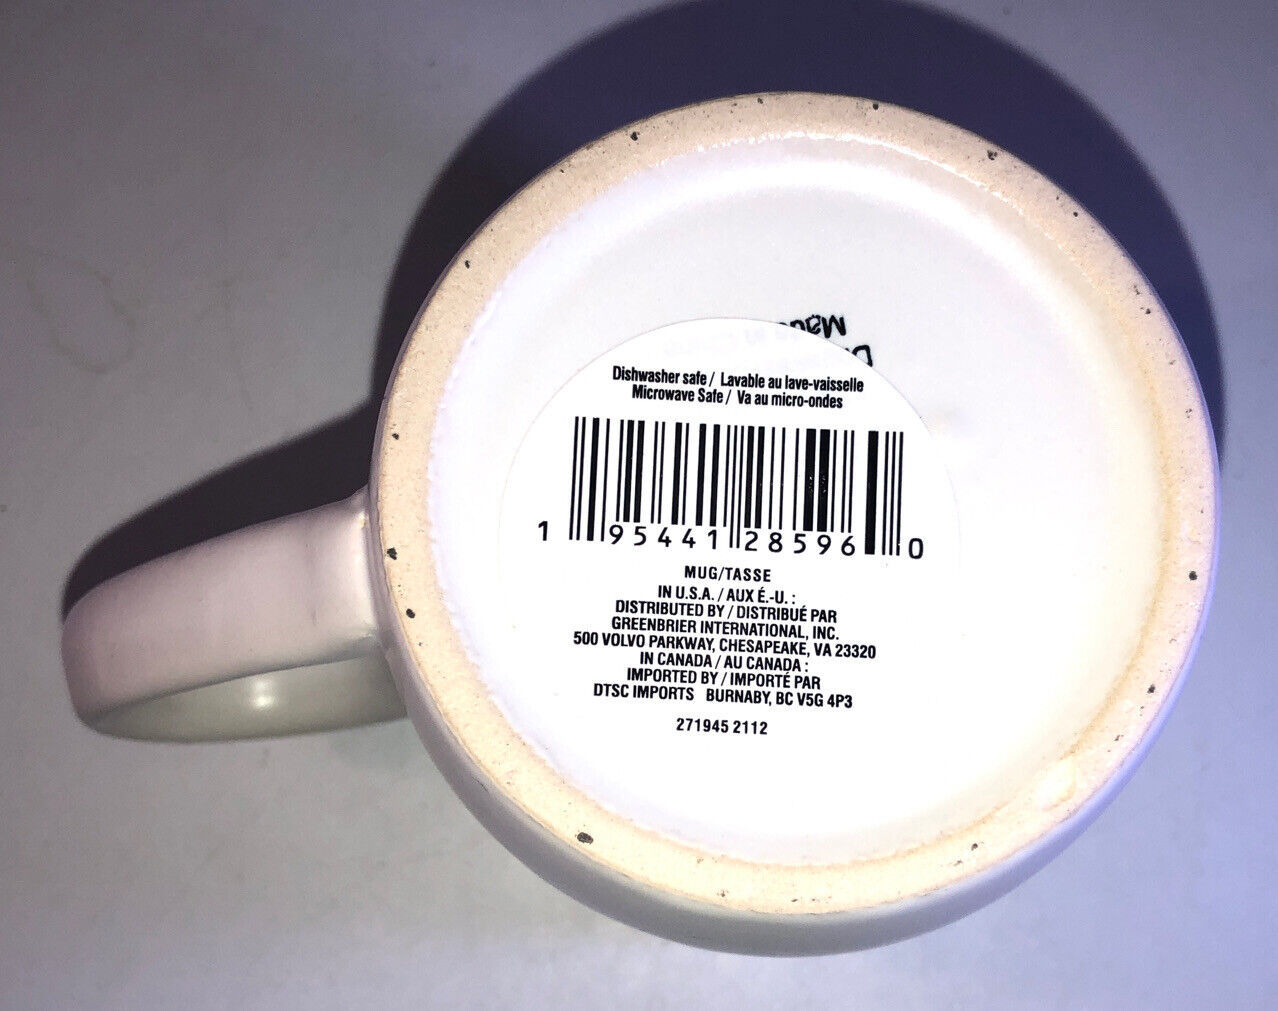 Made in
Dishwasher safe / Lavable au lave-vaisselle
Microwave Safe / Va au micro-ondes
1 95441 28596 0
MUG/TASSE
IN U.S.A. / AUX É.-U. :
DISTRIBUTED BY / DISTRIBUÉ PAR
GREENBRIER INTERNATIONAL, INC.
500 VOLVO PARKWAY, CHESAPEAKE, VA 23320
IN CANADA / AU CANADA :
IMPORTED BY / IMPORTÉ PAR
DTSC IMPORTS BURNABY, BC V5G 4P3
271945 2112